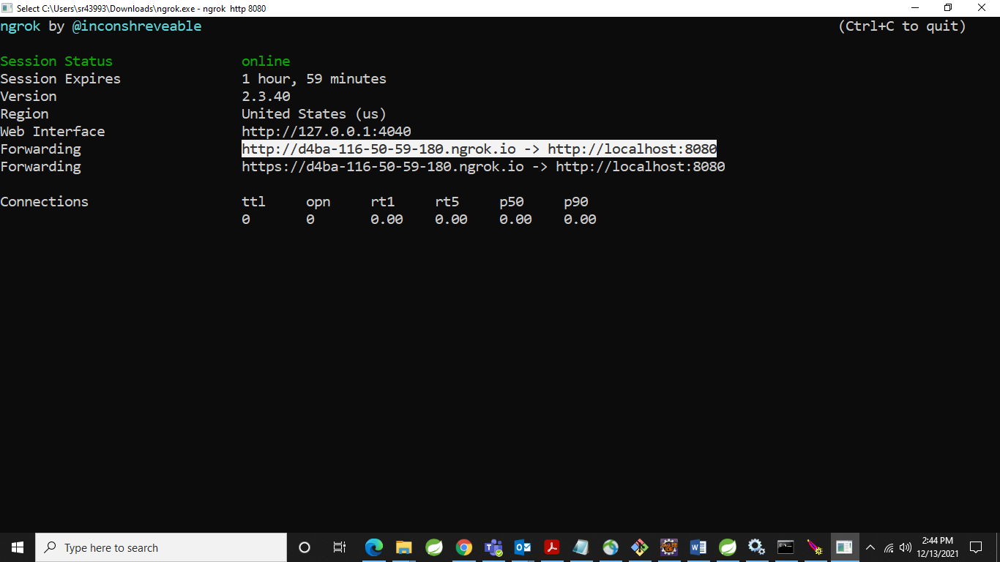 Select C:\Users\sr43993\Downloads\ngrok.exe - ngrok  http 8080
ngrok by @inconshreveable (Ctrl+C to quit)
Session Status online
Session Expires 1 hour, 59 minutes
Version 2.3.40
Region United States (us)
Web Interface http://127.0.0.1:4040
Forwarding http://d4ba-116-50-59-180.ngrok.io -> http://localhost:8080
Forwarding https://d4ba-116-50-59-180.ngrok.io -> http://localhost:8080
Connections ttl opn rt1 rt5 p50 p90
0 0 0.00 0.00 0.00 0.00
Type here to search
2:44 PM
12/13/2021